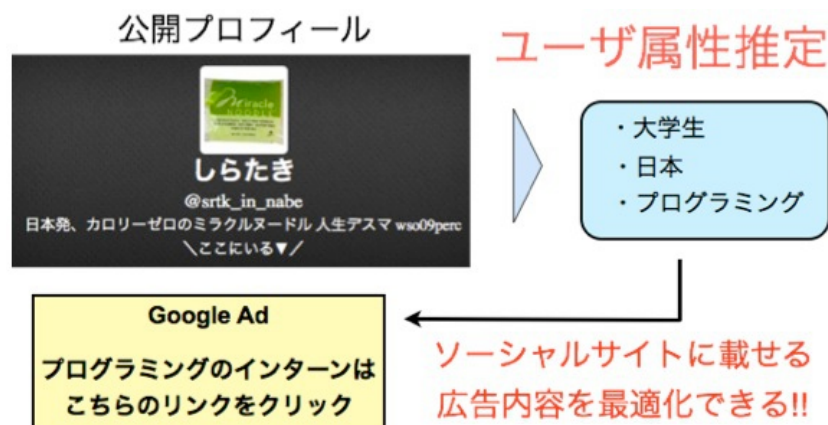 公開プロフィール
ユーザ属性推定
Miracle
NOODLE
しらたき
@srtk_in_nabe
日本発、カロリーゼロのミラクルヌードル 人生デスマ wso09perc
＼ここにいる▼／
・大学生
・日本
・プログラミング
Google Ad
プログラミングのインターンは
こちらのリンクをクリック
ソーシャルサイトに載せる
広告内容を最適化できる!!